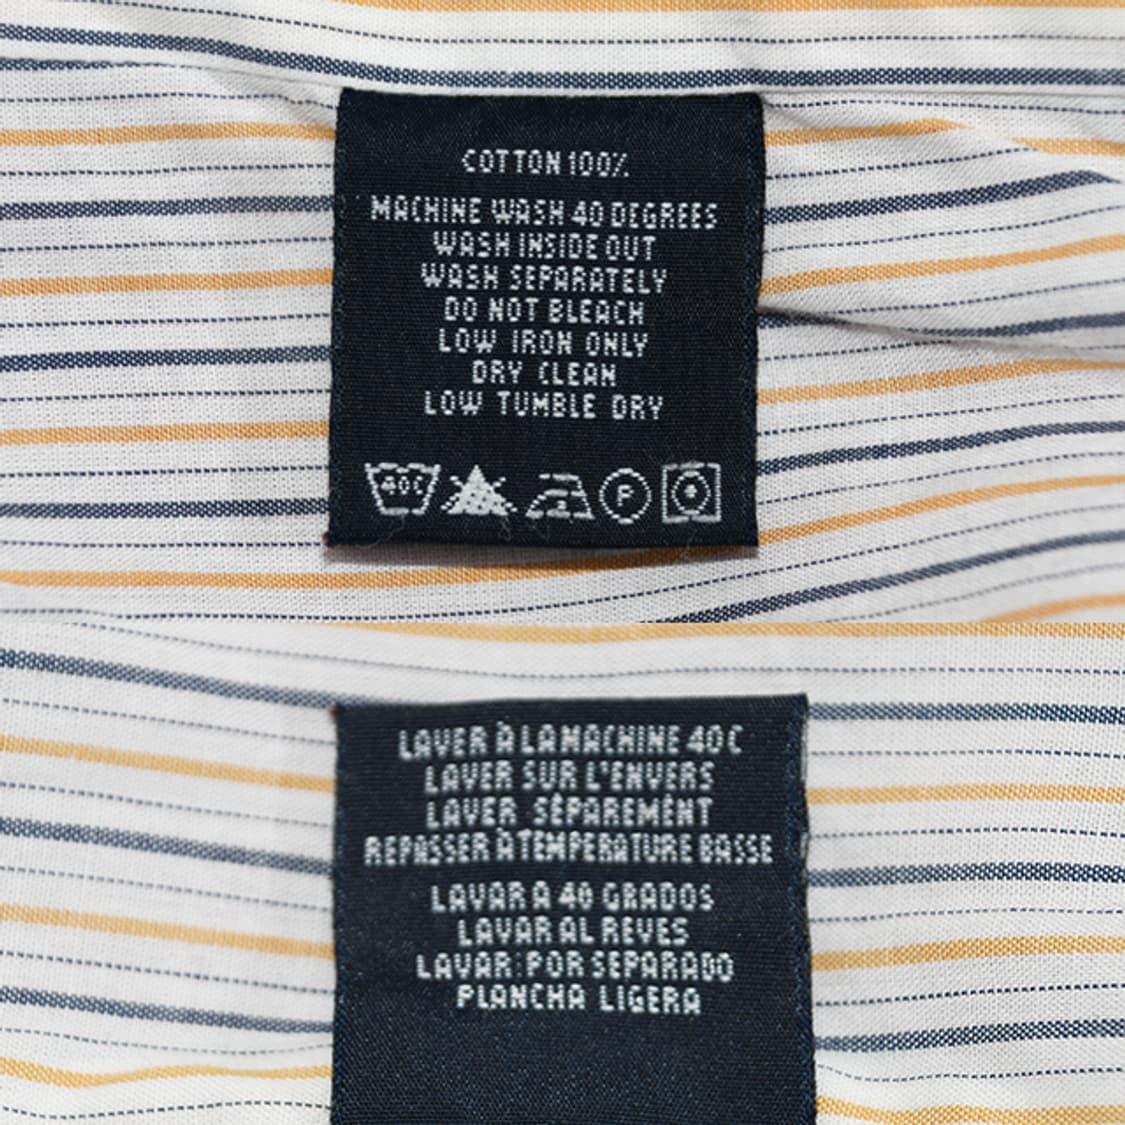 COTTON 100%
MACHINE WASH 40 DEGREES
WASH INSIDE OUT
WASH SEPARATELY
DO NOT BLEACH
LOW IRON ONLY
DRY CLEAN
LOW TUMBLE DRY
40C P
LAVER À LA MACHINE 40 C
LAVER SUR L'ENVERS
LAVER SÉPAREMÉNT
REPASSER À TEMPERATURE BASSE
LAVAR A 40 GRADOS
LAVAR AL REVES
LAVAR POR SEPARADO
PLANCHA LIGERA